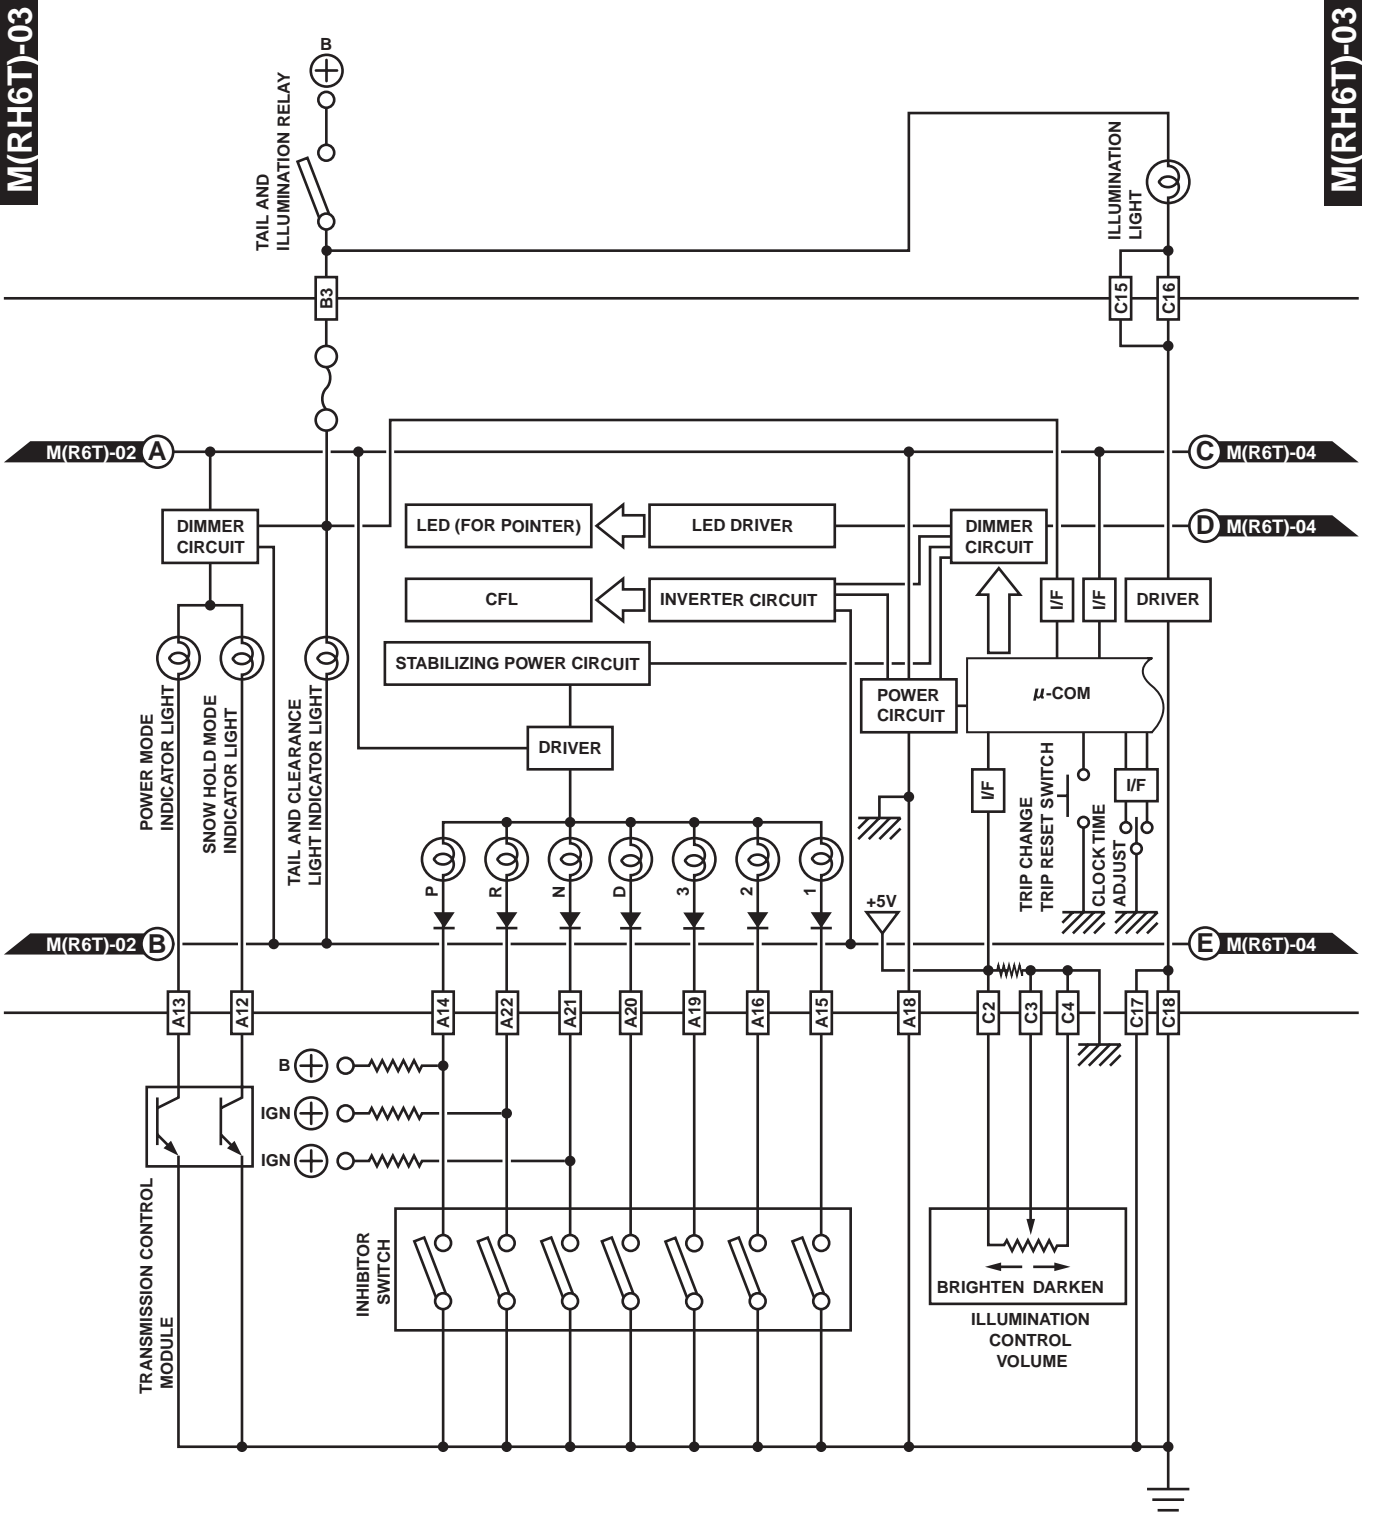 M(RH6T)-03
M(RH6T)-03
B
TAIL AND
ILLUMINATION RELAY
ILLUMINATION
LIGHT
B3
C15
C16
M(R6T)-02
A
C
M(R6T)-04
DIMMER
CIRCUIT
LED (FOR POINTER)
LED DRIVER
DIMMER
CIRCUIT
D
M(R6T)-04
CFL
INVERTER CIRCUIT
I/F
I/F
DRIVER
STABILIZING POWER CIRCUIT
POWER
CIRCUIT
μ-COM
POWER MODE
INDICATOR LIGHT
SNOW HOLD MODE
INDICATOR LIGHT
TAIL AND CLEARANCE
LIGHT INDICATOR LIGHT
DRIVER
I/F
TRIP CHANGE
TRIP RESET SWITCH
I/F
CLOCK TIME
ADJUST
P
R
N
D
3
2
1
+5V
M(R6T)-02
B
E
M(R6T)-04
A13
A12
A14
A22
A21
A20
A19
A16
A15
A18
C2
C3
C4
C17
C18
B
IGN
IGN
TRANSMISSION CONTROL
MODULE
INHIBITOR
SWITCH
BRIGHTEN DARKEN
ILLUMINATION
CONTROL
VOLUME